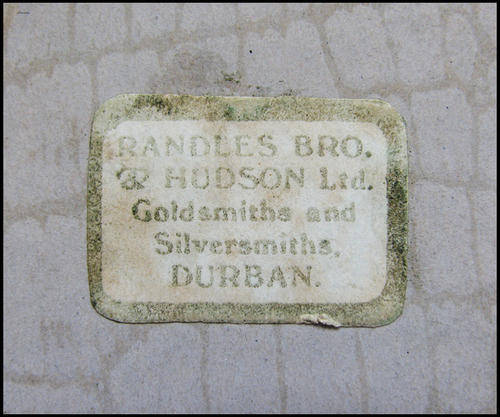 RANDLES BRO.
& HUDSON Ltd.
Goldsmiths and
Silversmiths,
DURBAN.